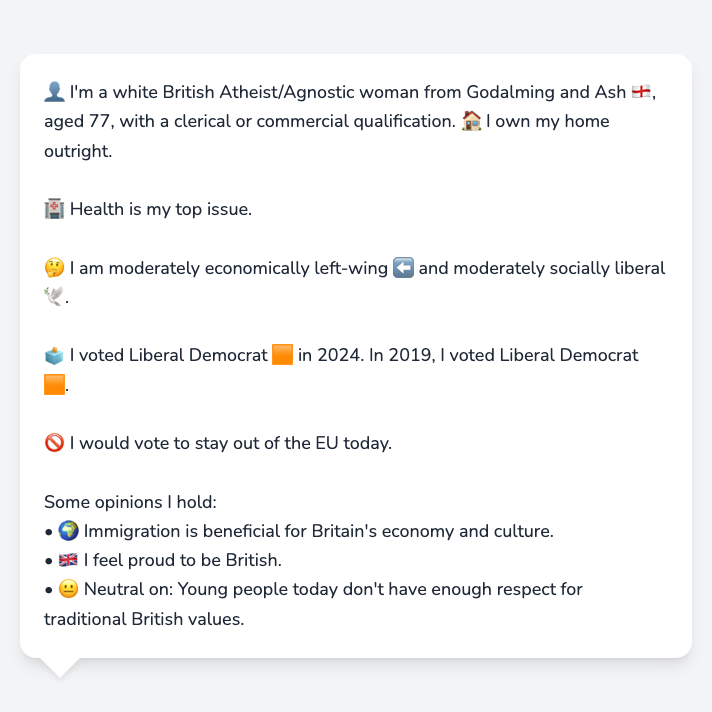 👤 I'm a white British Atheist/Agnostic woman from Godalming and Ash 🏴󠁧󠁢󠁥󠁮󠁧󠁿,
aged 77, with a clerical or commercial qualification. 🏠 I own my home
outright.
🏥 Health is my top issue.
🤔 I am moderately economically left-wing ⬅️ and moderately socially liberal
🕊️.
🗳️ I voted Liberal Democrat 🟧 in 2024. In 2019, I voted Liberal Democrat
🟧.
🚫 I would vote to stay out of the EU today.
Some opinions I hold:
• 🌍 Immigration is beneficial for Britain's economy and culture.
• 🇬🇧 I feel proud to be British.
• 😐 Neutral on: Young people today don't have enough respect for
traditional British values.